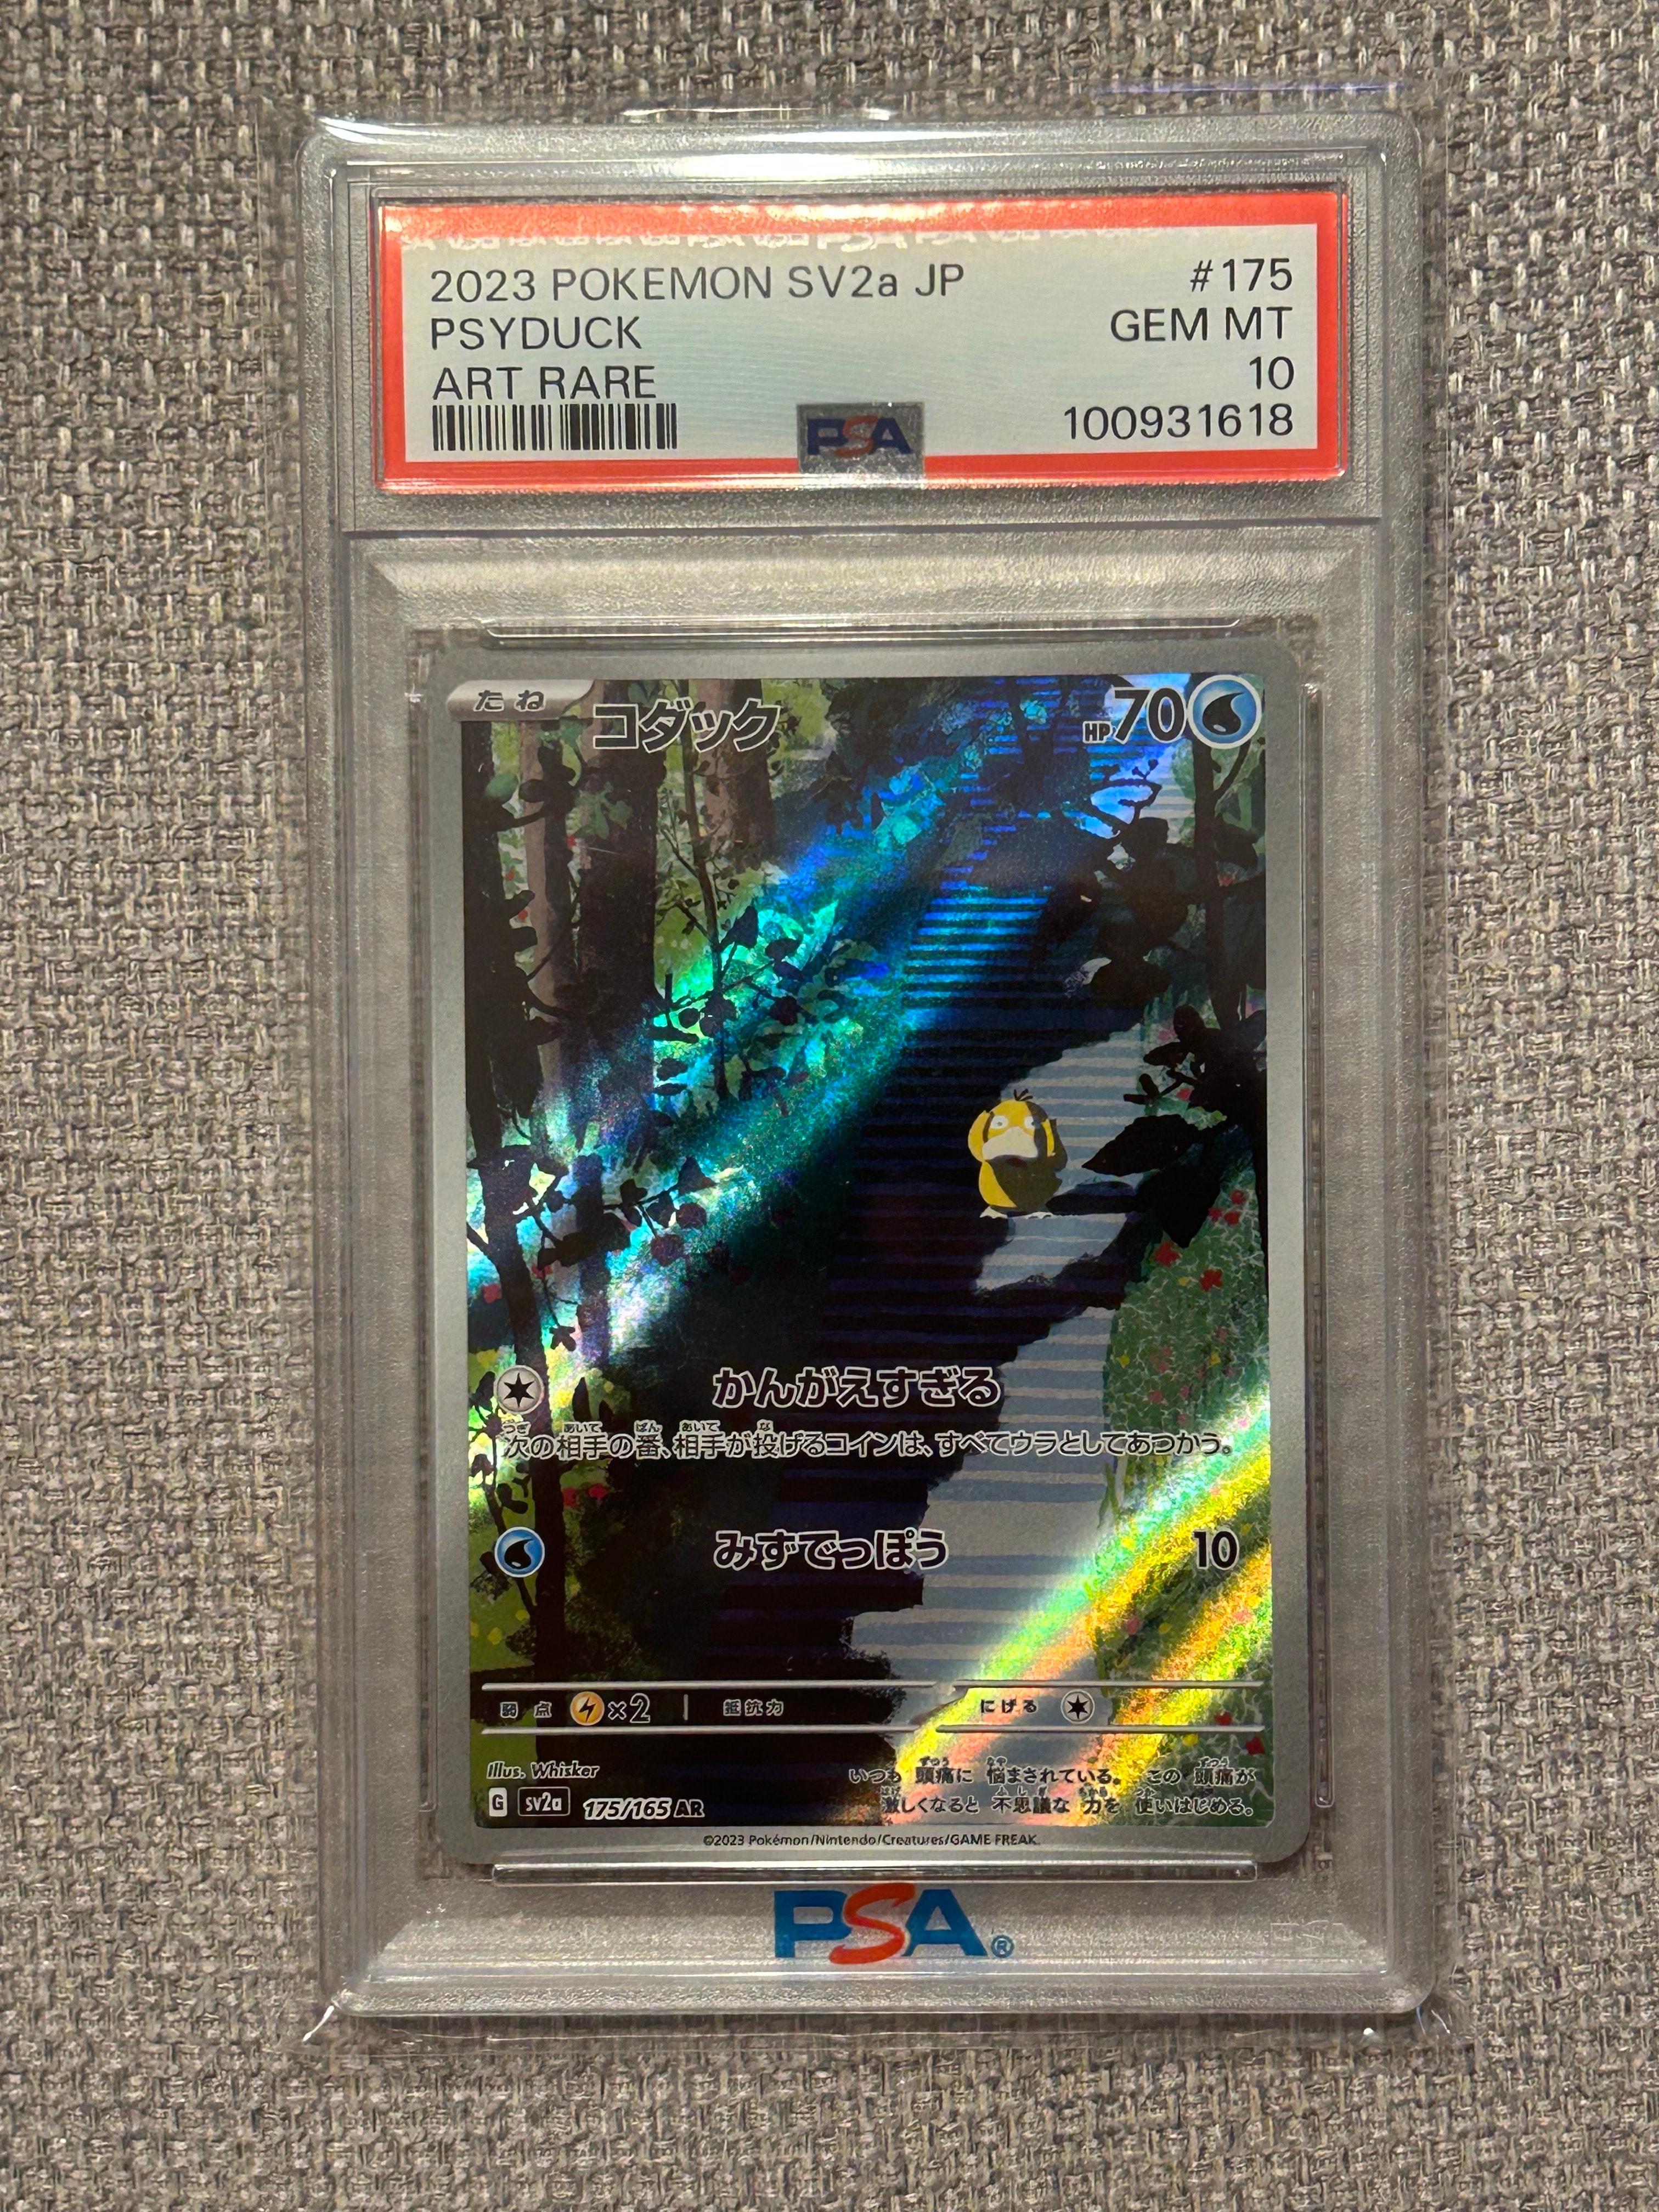 2023 POKEMON SV2a JP #175
PSYDUCK GEM MT
ART RARE 10
PSA 100931618
たね コダック HP70
かんがえすぎる
次の相手の番、相手が投げるコインは、すべてウラとしてあつかう。
みずでっぽう 10
弱点 ×2 抵抗力 にげる
Illus. Whisker
いつも 頭痛に 悩まされている。 この 頭痛が
激しくなると 不思議な 力を 使いはじめる。
G sv2a 175/165 AR
©2023 Pokémon/Nintendo/Creatures/GAME FREAK.
PSA®